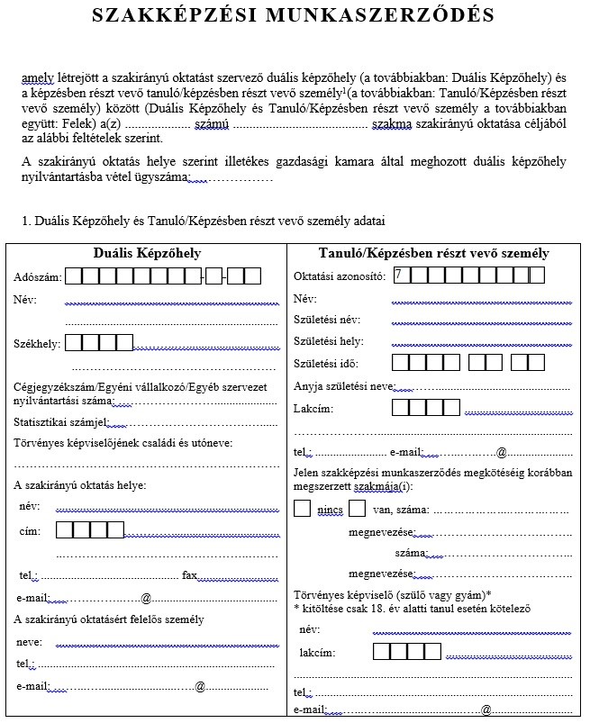 SZAKKÉPZÉSI MUNKASZERZŐDÉS
amely létrejött a szakirányú oktatást szervező duális képzőhely (a továbbiakban: Duális Képzőhely) és
a képzésben részt vevő tanuló/képzésben részt vevő személy¹(a továbbiakban: Tanuló/Képzésben részt
vevő személy) között (Duális Képzőhely és Tanuló/Képzésben részt vevő személy a továbbiakban
együtt: Felek) a(z) ..................... számú ........................................... szakma szakirányú oktatása céljából
az alábbi feltételek szerint.
A szakirányú oktatás helye szerint illetékes gazdasági kamara által meghozott duális képzőhely
nyilvántartásba vétel ügyszáma:....................
1. Duális Képzőhely és Tanuló/Képzésben részt vevő személy adatai
Duális Képzőhely
Adószám: - -
Név:
Székhely:
Cégjegyzékszám/Egyéni vállalkozó/Egyéb szervezet
nyilvántartási száma:
Statisztikai számjel:
Törvényes képviselőjének családi és utóneve:
A szakirányú oktatás helye:
név:
cím:
tel.: fax
e-mail: @
A szakirányú oktatásért felelős személy
neve:
tel.:
e-mail: @
Tanuló/Képzésben részt vevő személy
Oktatási azonosító: 7
Név:
Születési név:
Születési hely:
Születési idő:
Anyja születési neve:
Lakcím:
tel.: e-mail: @
Jelen szakképzési munkaszerződés megkötéséig korábban
megszerzett szakmája(i):
nincs van, száma:
megnevezése:
száma:
megnevezése:
Törvényes képviselő (szülő vagy gyám)*
* kitöltése csak 18. év alatti tanul esetén kötelező
név:
lakcím:
tel.:
e-mail: @